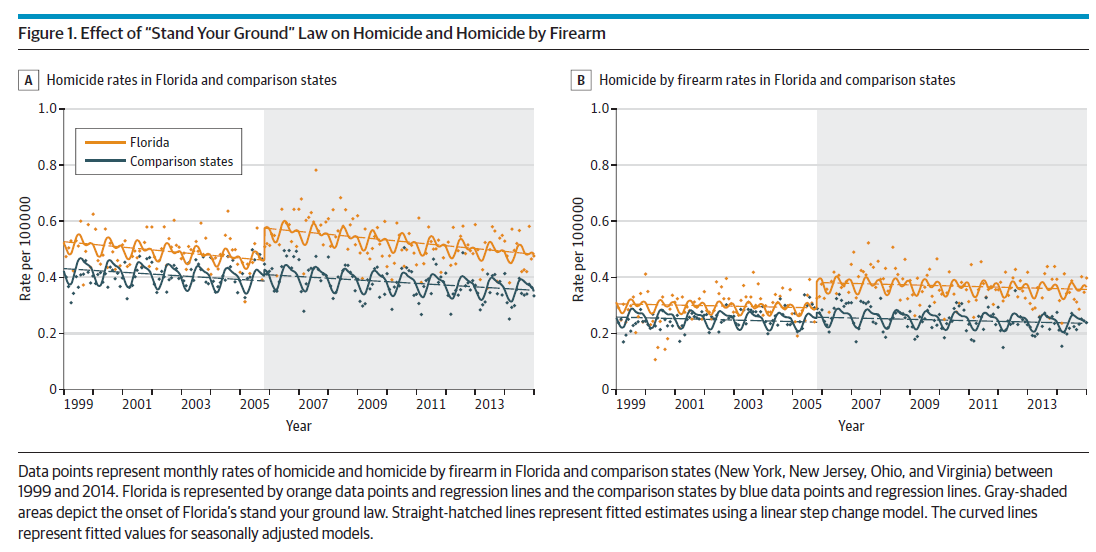 Figure 1. Effect of “Stand Your Ground” Law on Homicide and Homicide by Firearm
A Homicide rates in Florida and comparison states
1.0
0.8
0.6
0.4
0.2
0
Rate per 100000
Florida
Comparison states
1999 2001 2003 2005 2007 2009 2011 2013
Year
B Homicide by firearm rates in Florida and comparison states
1.0
0.8
0.6
0.4
0.2
0
Rate per 100000
1999 2001 2003 2005 2007 2009 2011 2013
Year
Data points represent monthly rates of homicide and homicide by firearm in Florida and comparison states (New York, New Jersey, Ohio, and Virginia) between
1999 and 2014. Florida is represented by orange data points and regression lines and the comparison states by blue data points and regression lines. Gray-shaded
areas depict the onset of Florida’s stand your ground law. Straight-hatched lines represent fitted estimates using a linear step change model. The curved lines
represent fitted values for seasonally adjusted models.